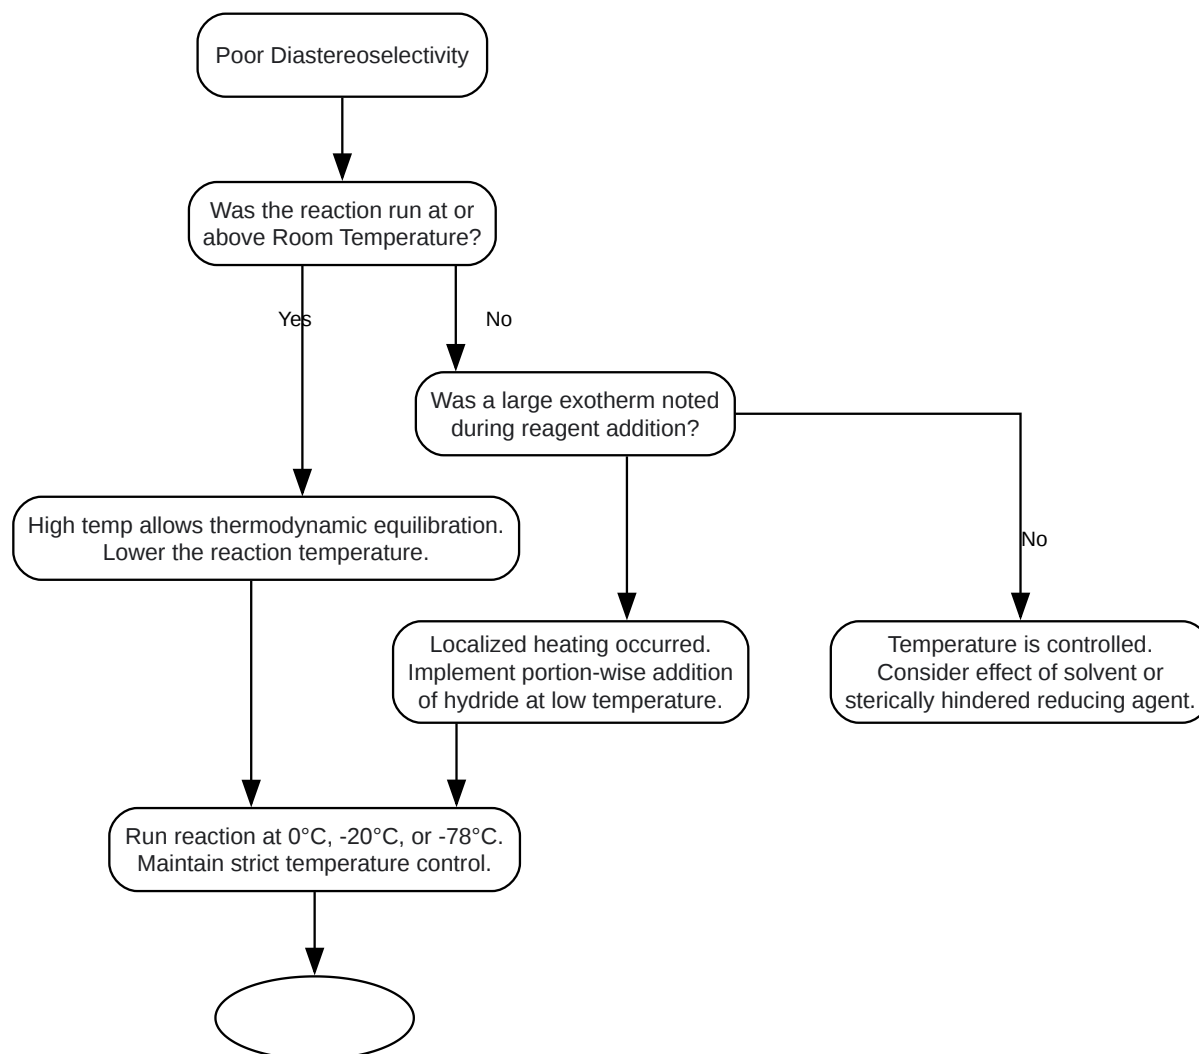 Poor Diastereoselectivity
Was the reaction run at or
above Room Temperature?
Yes
No
Was a large exotherm noted
during reagent addition?
High temp allows thermodynamic equilibration.
Lower the reaction temperature.
No
Localized heating occurred.
Implement portion-wise addition
of hydride at low temperature.
Temperature is controlled.
Consider effect of solvent or
sterically hindered reducing agent.
Run reaction at 0°C, -20°C, or -78°C.
Maintain strict temperature control.